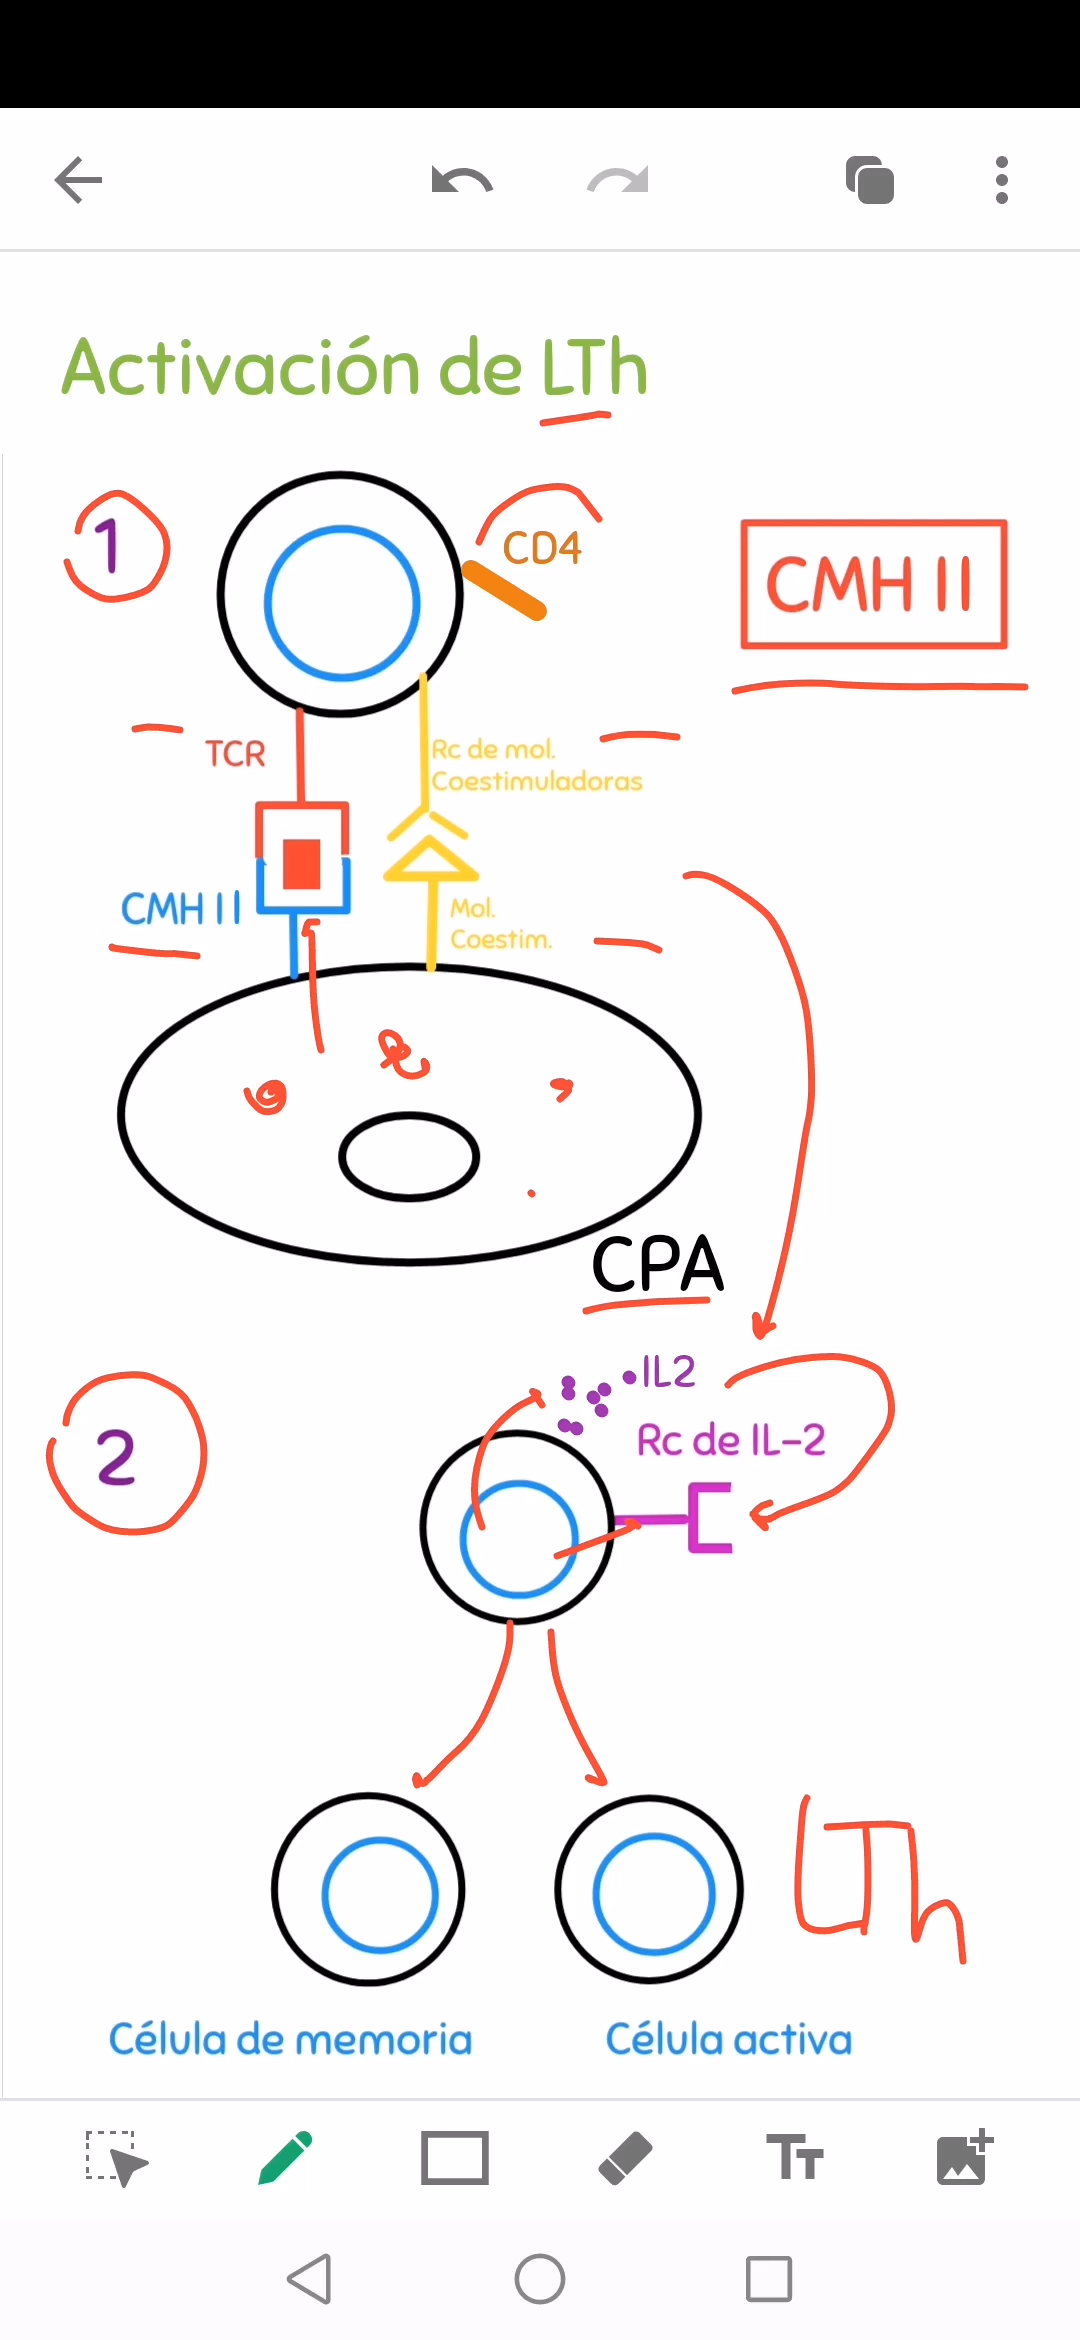 Activación de LTh
1
CD4
CMH II
TCR
Rc de mol.
Coestimuladoras
CMH II
Mol.
Coestim.
CPA
2
IL2
Rc de IL-2
LTh
Célula de memoria
Célula activa
TT